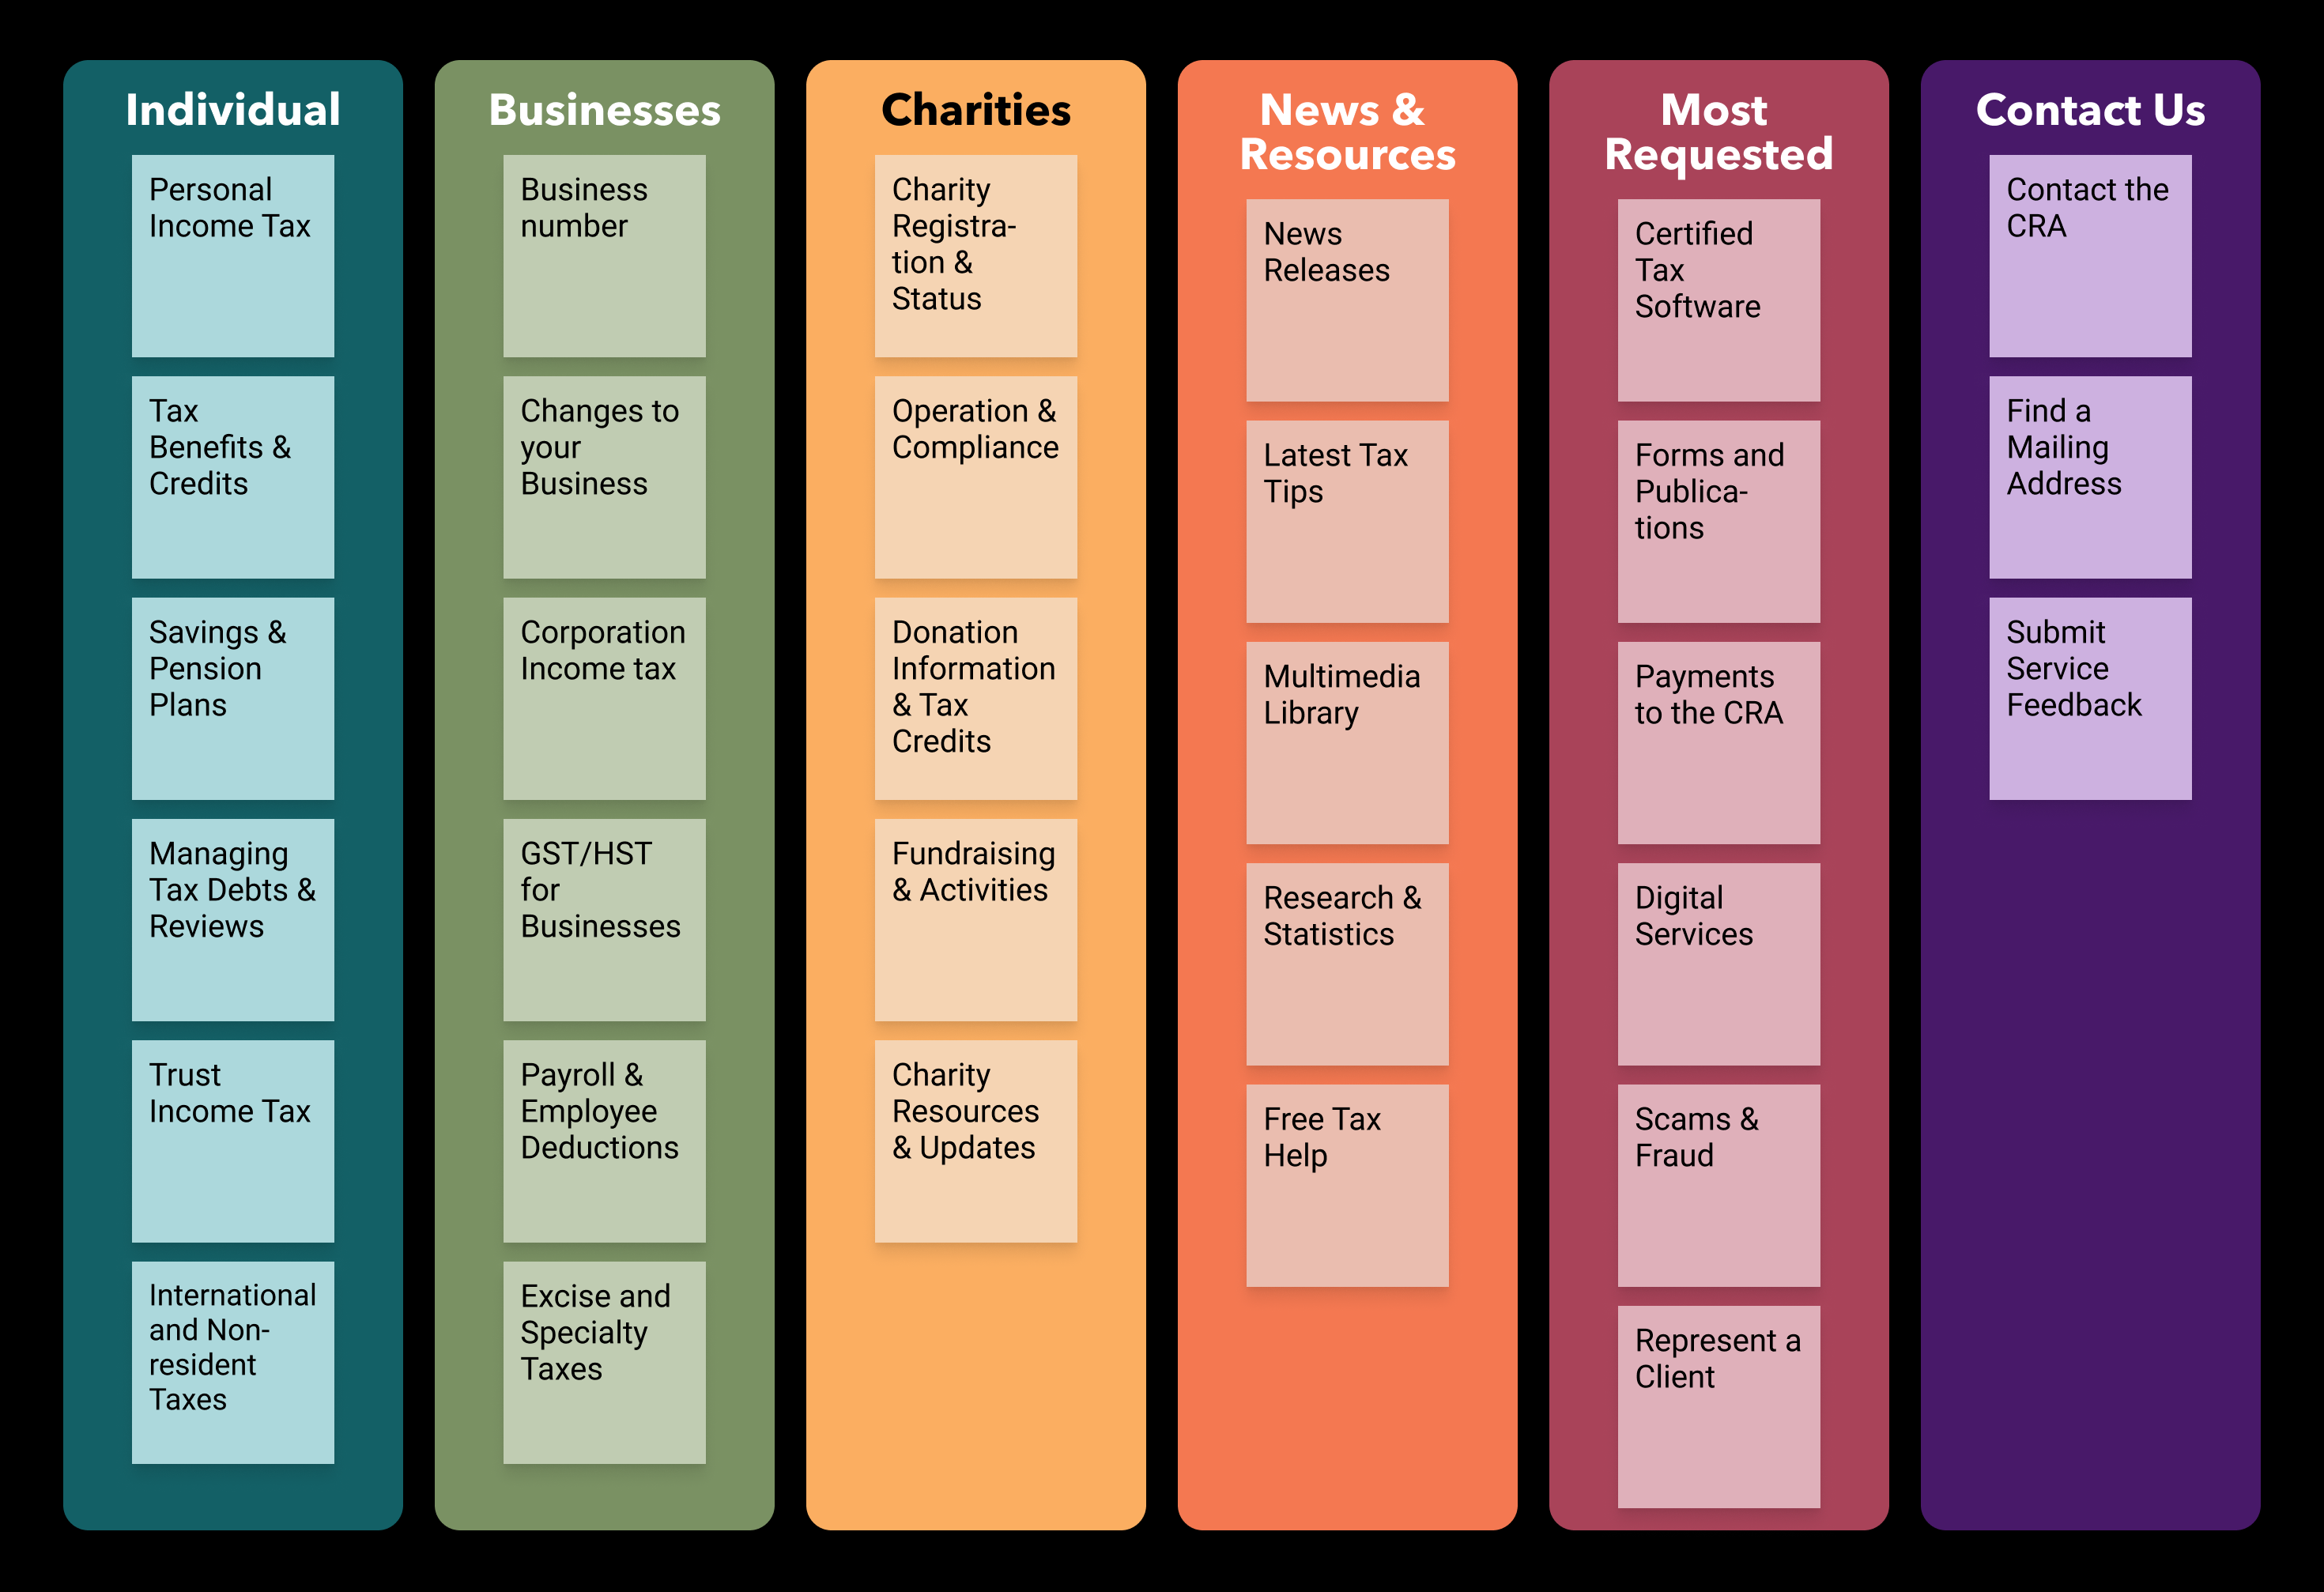 Individual
Personal
Income Tax
Tax
Benefits &
Credits
Savings &
Pension
Plans
Managing
Tax Debts &
Reviews
Trust
Income Tax
International
and Non-
resident
Taxes
Businesses
Business
number
Changes to
your
Business
Corporation
Income tax
GST/HST
for
Businesses
Payroll &
Employee
Deductions
Excise and
Specialty
Taxes
Charities
Charity
Registra-
tion &
Status
Operation &
Compliance
Donation
Information
& Tax
Credits
Fundraising
& Activities
Charity
Resources
& Updates
News &
Resources
News
Releases
Latest Tax
Tips
Multimedia
Library
Research &
Statistics
Free Tax
Help
Most
Requested
Certified
Tax
Software
Forms and
Publica-
tions
Payments
to the CRA
Digital
Services
Scams &
Fraud
Represent a
Client
Contact Us
Contact the
CRA
Find a
Mailing
Address
Submit
Service
Feedback